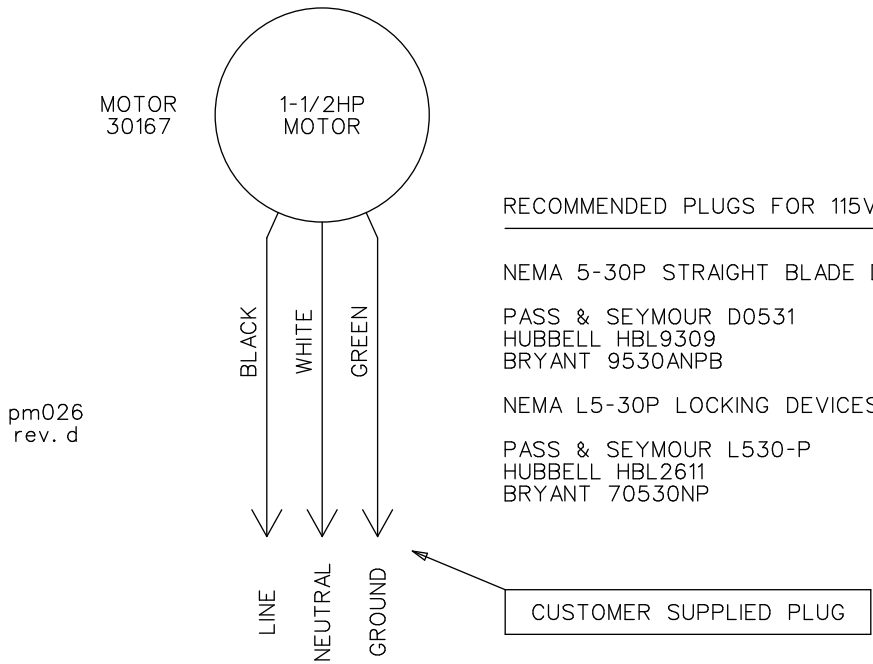 MOTOR
30167
1-1/2HP
MOTOR
RECOMMENDED PLUGS FOR 115V
NEMA 5-30P STRAIGHT BLADE
PASS & SEYMOUR D0531
HUBBELL HBL9309
BRYANT 9530ANPB
NEMA L5-30P LOCKING DEVICES
PASS & SEYMOUR L530-P
HUBBELL HBL2611
BRYANT 70530NP
BLACK
WHITE
GREEN
pm026
rev. d
LINE
NEUTRAL
GROUND
CUSTOMER SUPPLIED PLUG